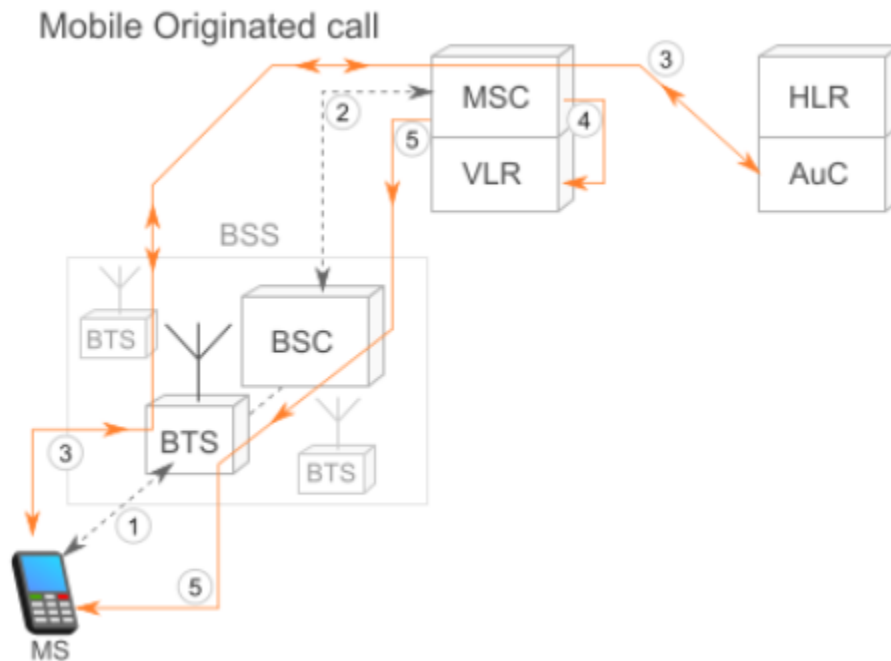 Mobile Originated call
3
MSC
HLR
2
5
4
VLR
AuC
BSS
BTS
BSC
BTS
3
BTS
1
5
MS